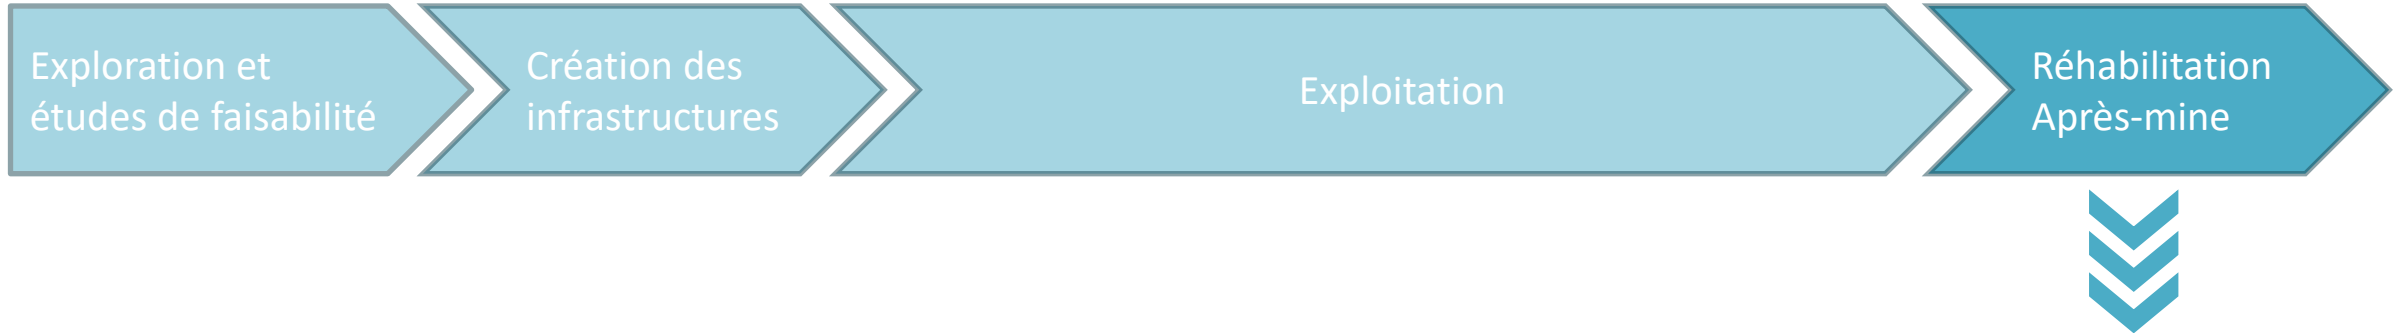 Exploration et
études de faisabilité
Création des
infrastructures
Exploitation
Réhabilitation
Après-mine